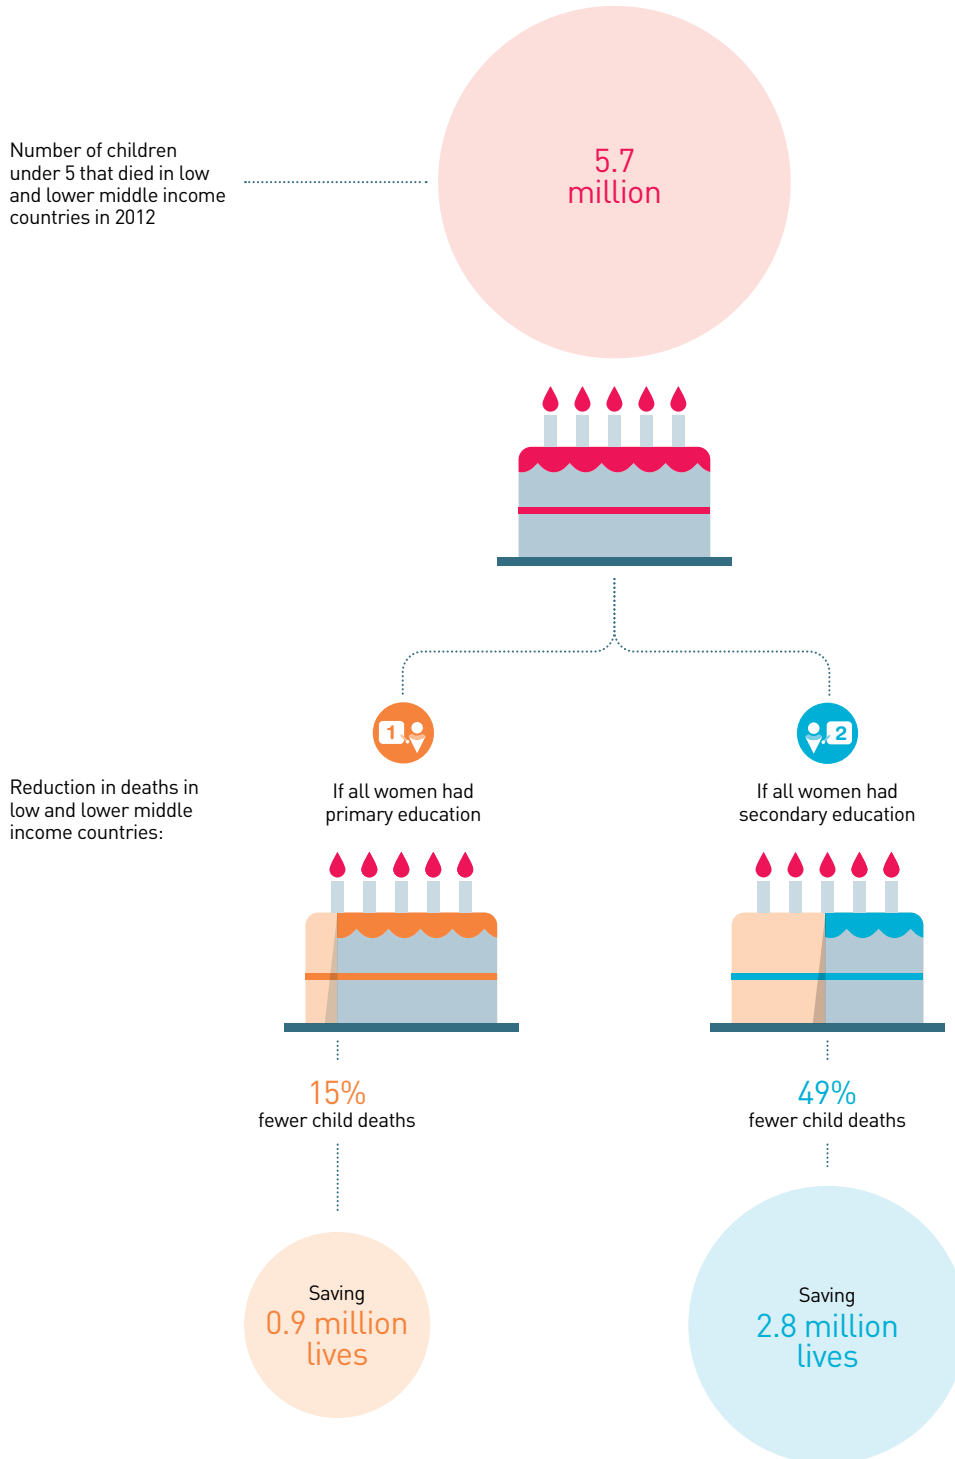 Number of children
under 5 that died in low
and lower middle income
countries in 2012
5.7
million
Reduction in deaths in
low and lower middle
income countries:
1
If all women had
primary education
2
If all women had
secondary education
15%
fewer child deaths
49%
fewer child deaths
Saving
0.9 million
lives
Saving
2.8 million
lives